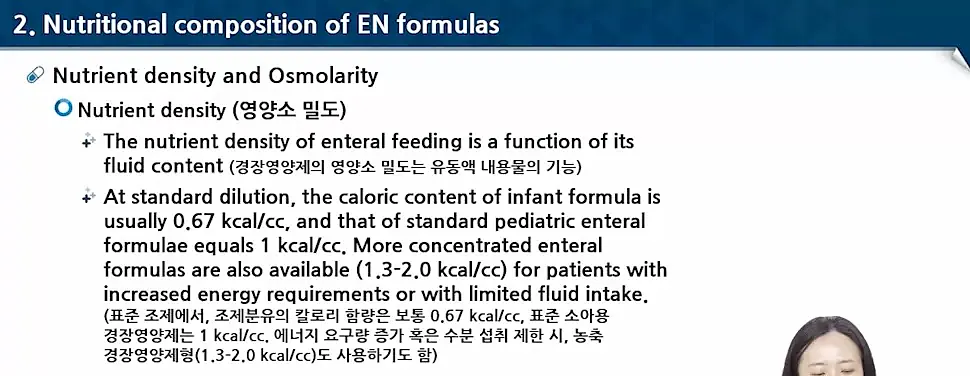 2. Nutritional composition of EN formulas
Nutrient density and Osmolarity
Nutrient density (영양소 밀도)
The nutrient density of enteral feeding is a function of its
fluid content (경장영양제의 영양소 밀도는 유동액 내용물의 기능)
At standard dilution, the caloric content of infant formula is
usually 0.67 kcal/cc, and that of standard pediatric enteral
formulae equals 1 kcal/cc. More concentrated enteral
formulas are also available (1.3-2.0 kcal/cc) for patients with
increased energy requirements or with limited fluid intake.
(표준 조제에서, 조제분유의 칼로리 함량은 보통 0.67 kcal/cc, 표준 소아용
경장영양제는 1 kcal/cc. 에너지 요구량 증가 혹은 수분 섭취 제한 시, 농축
경장영양제형(1.3-2.0 kcal/cc)도 사용하기도 함)